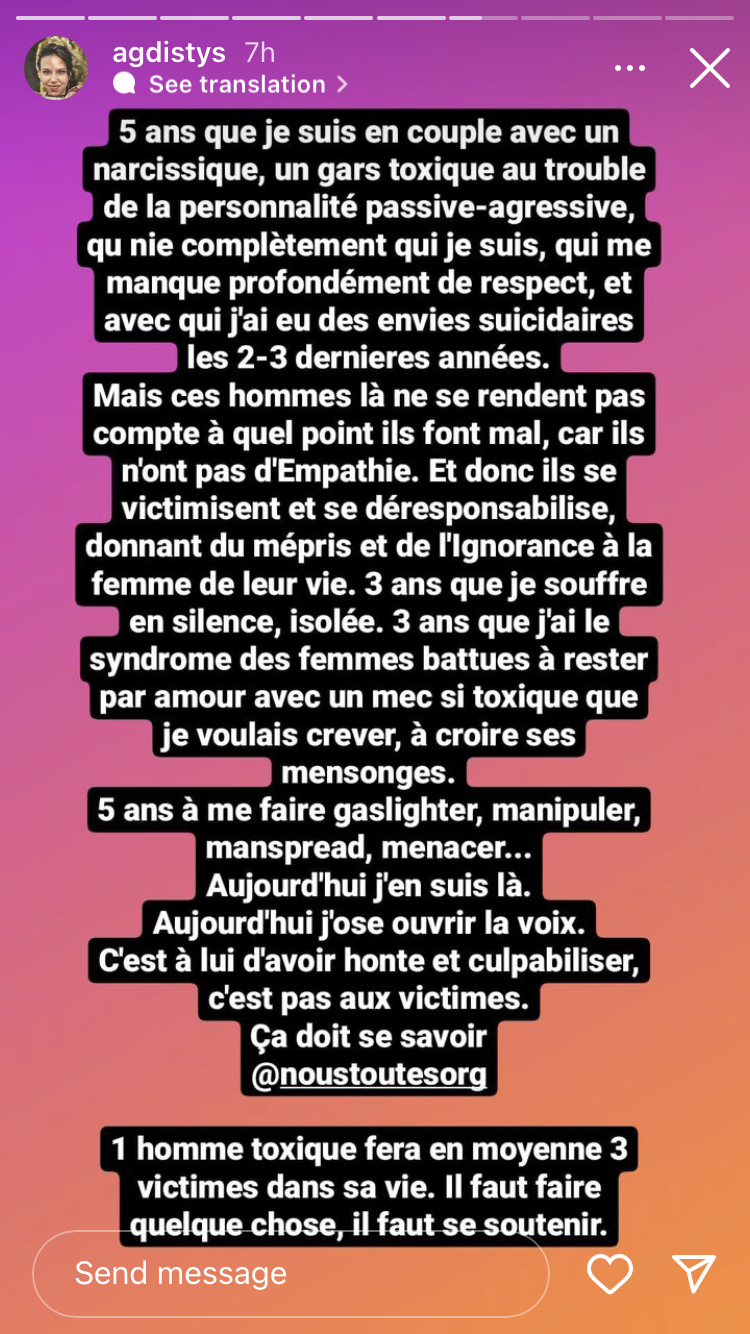 agdistys 7h
See translation
5 ans que je suis en couple avec un
narcissique, un gars toxique au trouble
de la personnalité passive-agressive,
qu nie complètement qui je suis, qui me
manque profondément de respect, et
avec qui j'ai eu des envies suicidaires
les 2-3 dernieres années.
Mais ces hommes là ne se rendent pas
compte à quel point ils font mal, car ils
n'ont pas d'Empathie. Et donc ils se
victimisent et se déresponsabilise,
donnant du mépris et de l'Ignorance à la
femme de leur vie. 3 ans que je souffre
en silence, isolée. 3 ans que j'ai le
syndrome des femmes battues à rester
par amour avec un mec si toxique que
je voulais crever, à croire ses
mensonges.
5 ans à me faire gaslighter, manipuler,
manspread, menacer...
Aujourd'hui j'en suis là.
Aujourd'hui j'ose ouvrir la voix.
C'est à lui d'avoir honte et culpabiliser,
c'est pas aux victimes.
Ça doit se savoir
@noustoutesorg
1 homme toxique fera en moyenne 3
victimes dans sa vie. Il faut faire
quelque chose, il faut se soutenir.
Send message